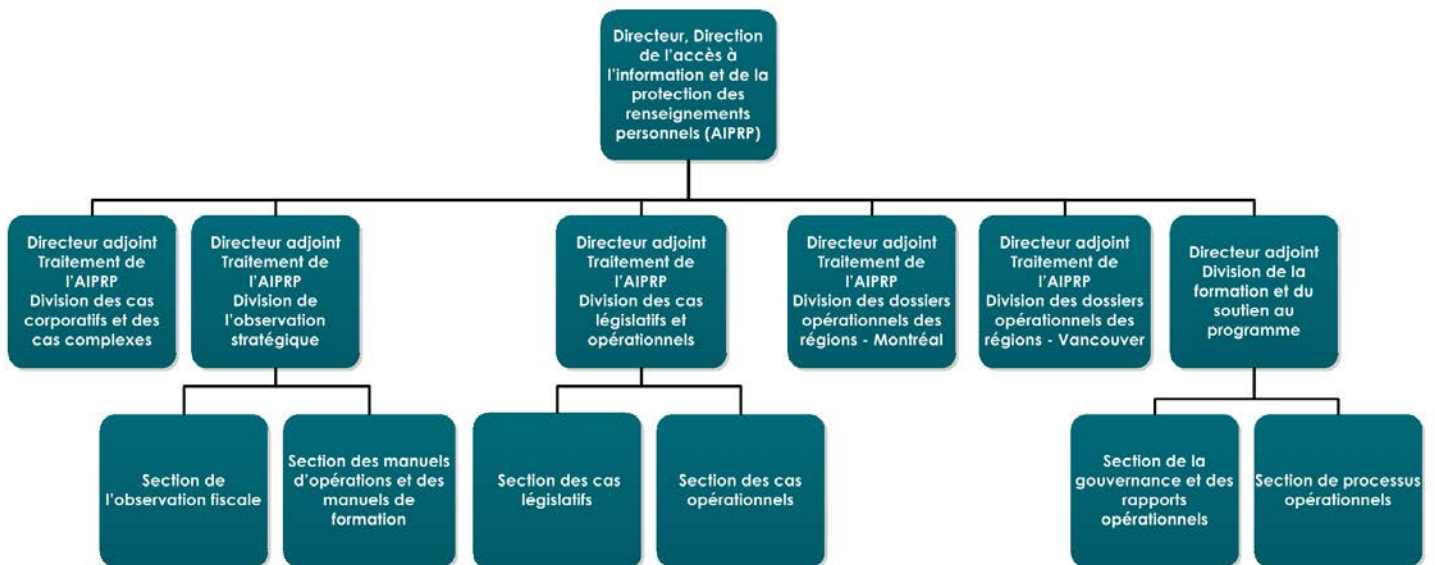 Directeur, Direction
de l'accès à
l'information et de la
protection des
renseignements
personnels (AIPRP)
Directeur adjoint
Traitement de
l'AIPRP
Division des cas
corporatifs et des
cas complexes
Directeur adjoint
Traitement de
l'AIPRP
Division de
l'observation
stratégique
Directeur adjoint
Traitement de
l'AIPRP
Division des cas
législatifs et
opérationnels
Directeur adjoint
Traitement de
l'AIPRP
Division des dossiers
opérationnels des
régions - Montréal
Directeur adjoint
Traitement de
l'AIPRP
Division des dossiers
opérationnels des
régions - Vancouver
Directeur adjoint
Division de la
formation et du
soutien au
programme
Section de
l'observation fiscale
Section des manuels
d'opérations et des
manuels de
formation
Section des cas
législatifs
Section des cas
opérationnels
Section de la
gouvernance et des
rapports
opérationnels
Section de processus
opérationnels